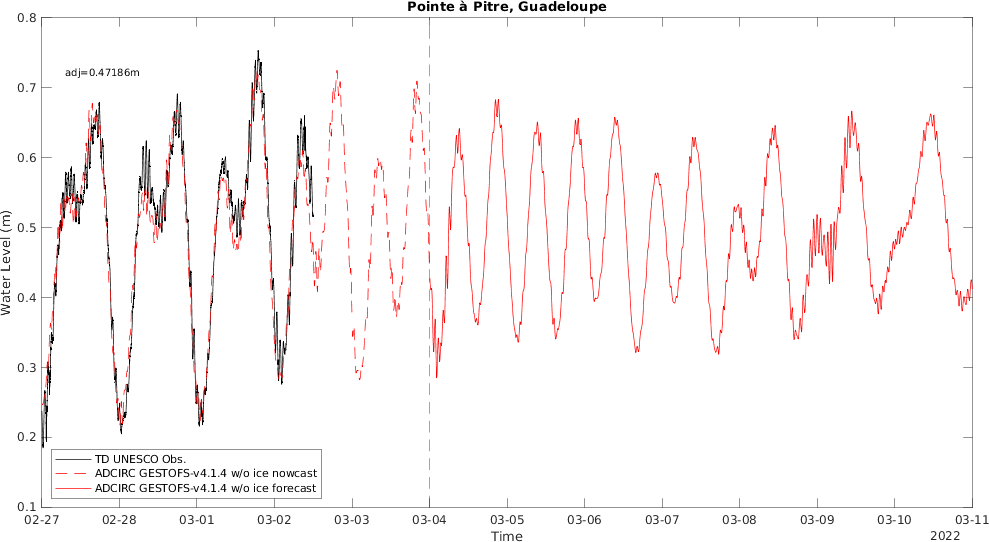 Pointe à Pitre, Guadeloupe
0.8
0.7
0.6
0.5
0.4
0.3
0.2
0.1
Water Level (m)
adj=0.47186m
TD UNESCO Obs.
ADCIRC GESTOFS-v4.1.4 w/o ice nowcast
ADCIRC GESTOFS-v4.1.4 w/o ice forecast
02-27 02-28 03-01 03-02 03-03 03-04 03-05 03-06 03-07 03-08 03-09 03-10 03-11
Time
2022